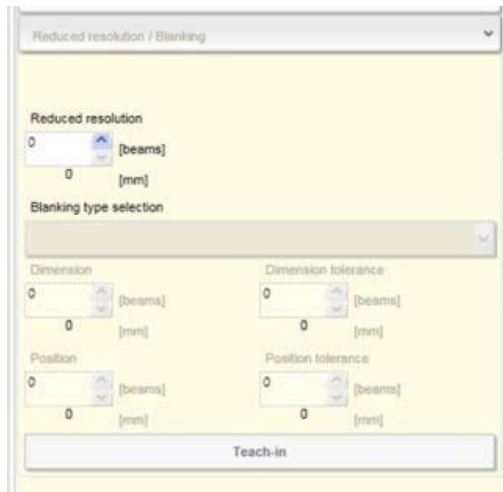 Reduced resolution / Blanking
Reduced resolution
0 [beams]
0 [mm]
Blanking type selection
Dimension Dimension tolerance
0 [beams] 0 [beams]
0 [mm] 0 [mm]
Position Position tolerance
0 [beams] 0 [beams]
0 [mm] 0 [mm]
Teach-in